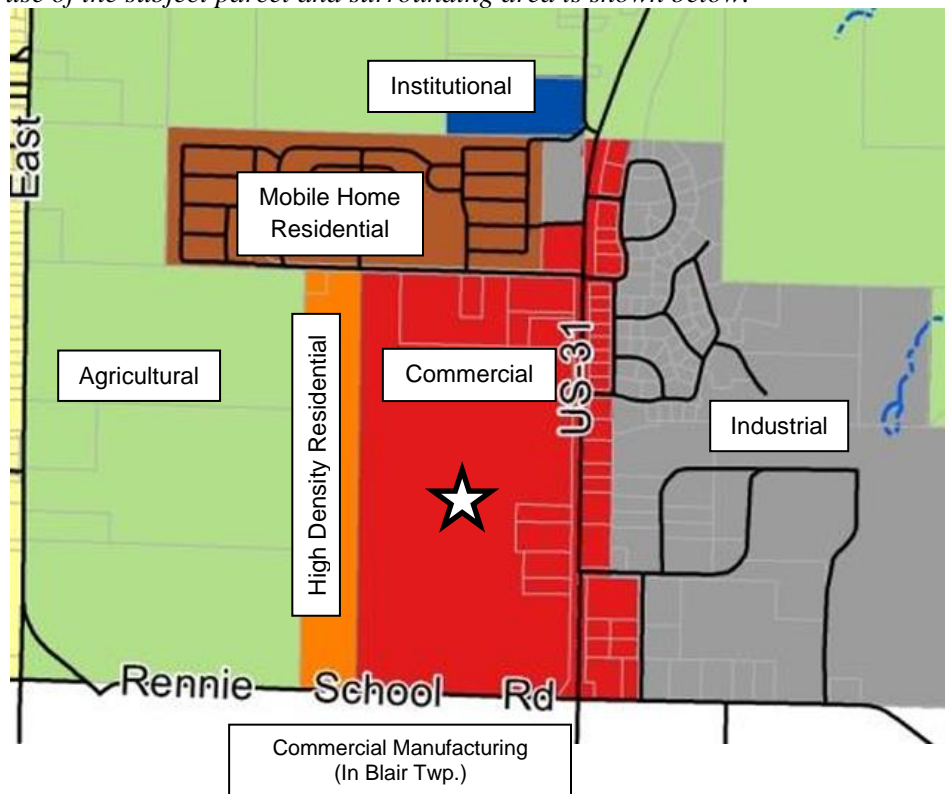 use of the subject parcel and surrounding area is shown below.
Institutional
East
Mobile Home
Residential
US-31
High Density Residential
Agricultural
Commercial
Industrial
Rennie School Rd
Commercial Manufacturing
(In Blair Twp.)